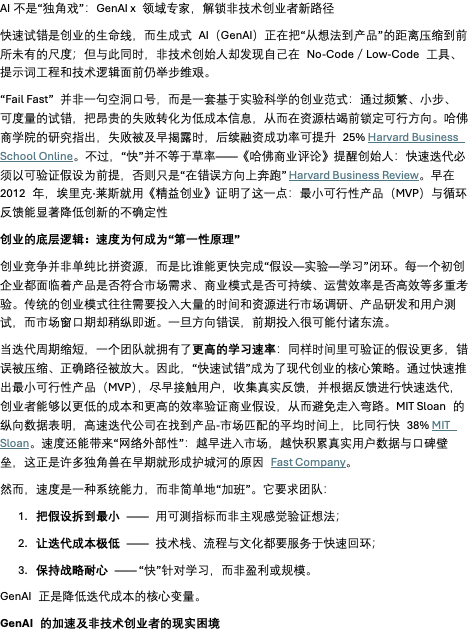 AI 不是“独角戏”：GenAI x 领域专家，解锁非技术创业者新路径
快速试错是创业的生命线，而生成式 AI（GenAI）正在把“从想法到产品”的距离压缩到前
所未有的尺度；但与此同时，非技术创始人却发现自己在 No-Code / Low-Code 工具、
提示词工程和技术逻辑面前仍举步维艰。
“Fail Fast” 并非一句空洞口号，而是一套基于实验科学的创业范式：通过频繁、小步、
可度量的试错，把昂贵的失败转化为低成本信息，从而在资源枯竭前锁定可行方向。哈佛
商学院的研究指出，失败被及早揭露时，后续融资成功率可提升 25% Harvard Business
School Online。不过，“快”并不等于草率——《哈佛商业评论》提醒创始人：快速迭代必
须以可验证假设为前提，否则只是“在错误方向上奔跑” Harvard Business Review。早在
2012 年，埃里克·莱斯就用《精益创业》证明了这一点：最小可行性产品（MVP）与循环
反馈能显著降低创新的不确定性
创业的底层逻辑：速度为何成为“第一性原理”
创业竞争并非单纯比拼资源，而是比谁能更快完成“假设—实验—学习”闭环。每一个初创
企业都面临着产品是否符合市场需求、商业模式是否可持续、运营效率是否高效等多重考
验。传统的创业模式往往需要投入大量的时间和资源进行市场调研、产品研发和用户测
试，而市场窗口期却稍纵即逝。一旦方向错误，前期投入很可能付诸东流。
当迭代周期缩短，一个团队就拥有了更高的学习速率：同样时间里可验证的假设更多，错
误被压缩、正确路径被放大。因此，“快速试错”成为了现代创业的核心策略。通过快速推
出最小可行性产品（MVP），尽早接触用户，收集真实反馈，并根据反馈进行快速迭代，
创业者能够以更低的成本和更高的效率验证商业假设，从而避免走入弯路。MIT Sloan 的
纵向数据表明，高速迭代公司在找到产品-市场匹配的平均时间上，比同行快 38% MIT
Sloan。速度还能带来“网络外部性”：越早进入市场，越快积累真实用户数据与口碑壁
垒，这正是许多独角兽在早期就形成护城河的原因 Fast Company。
然而，速度是一种系统能力，而非简单地“加班”。它要求团队：
1. 把假设拆到最小 —— 用可测指标而非主观感觉验证想法；
2. 让迭代成本极低 —— 技术栈、流程与文化都要服务于快速回环；
3. 保持战略耐心 ——“快”针对学习，而非盈利或规模。
GenAI 正是降低迭代成本的核心变量。
GenAI 的加速及非技术创业者的现实困境